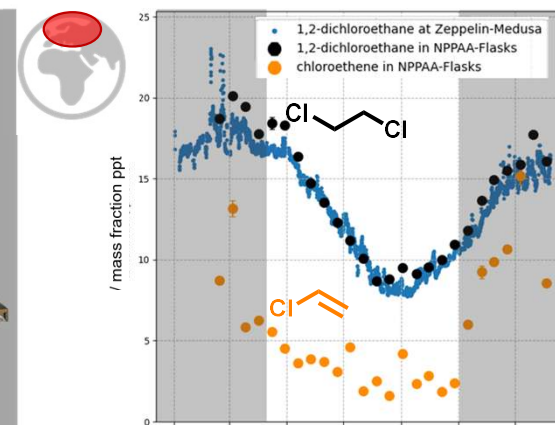 25
1,2-dichloroethane at Zeppelin-Medusa
1,2-dichloroethane in NPPAA-Flasks
chloroethene in NPPAA-Flasks
20
Cl
Cl
15
/ mass fraction ppt
10
Cl
5
0